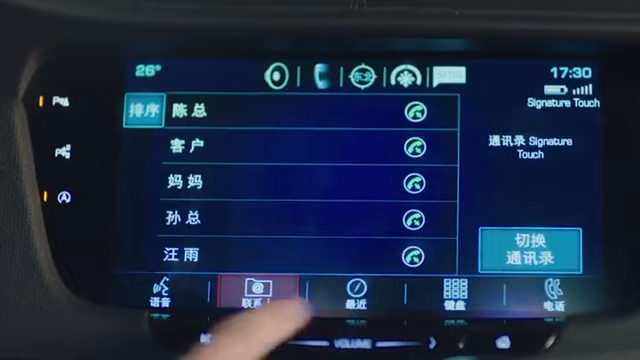 26°
东北
17:30
Signature Touch
排序
陈总
客户
妈妈
孙总
汪雨
通讯录 Signature
Touch
切换
通讯录
语音
联系
最近
键盘
电话
VOLUME